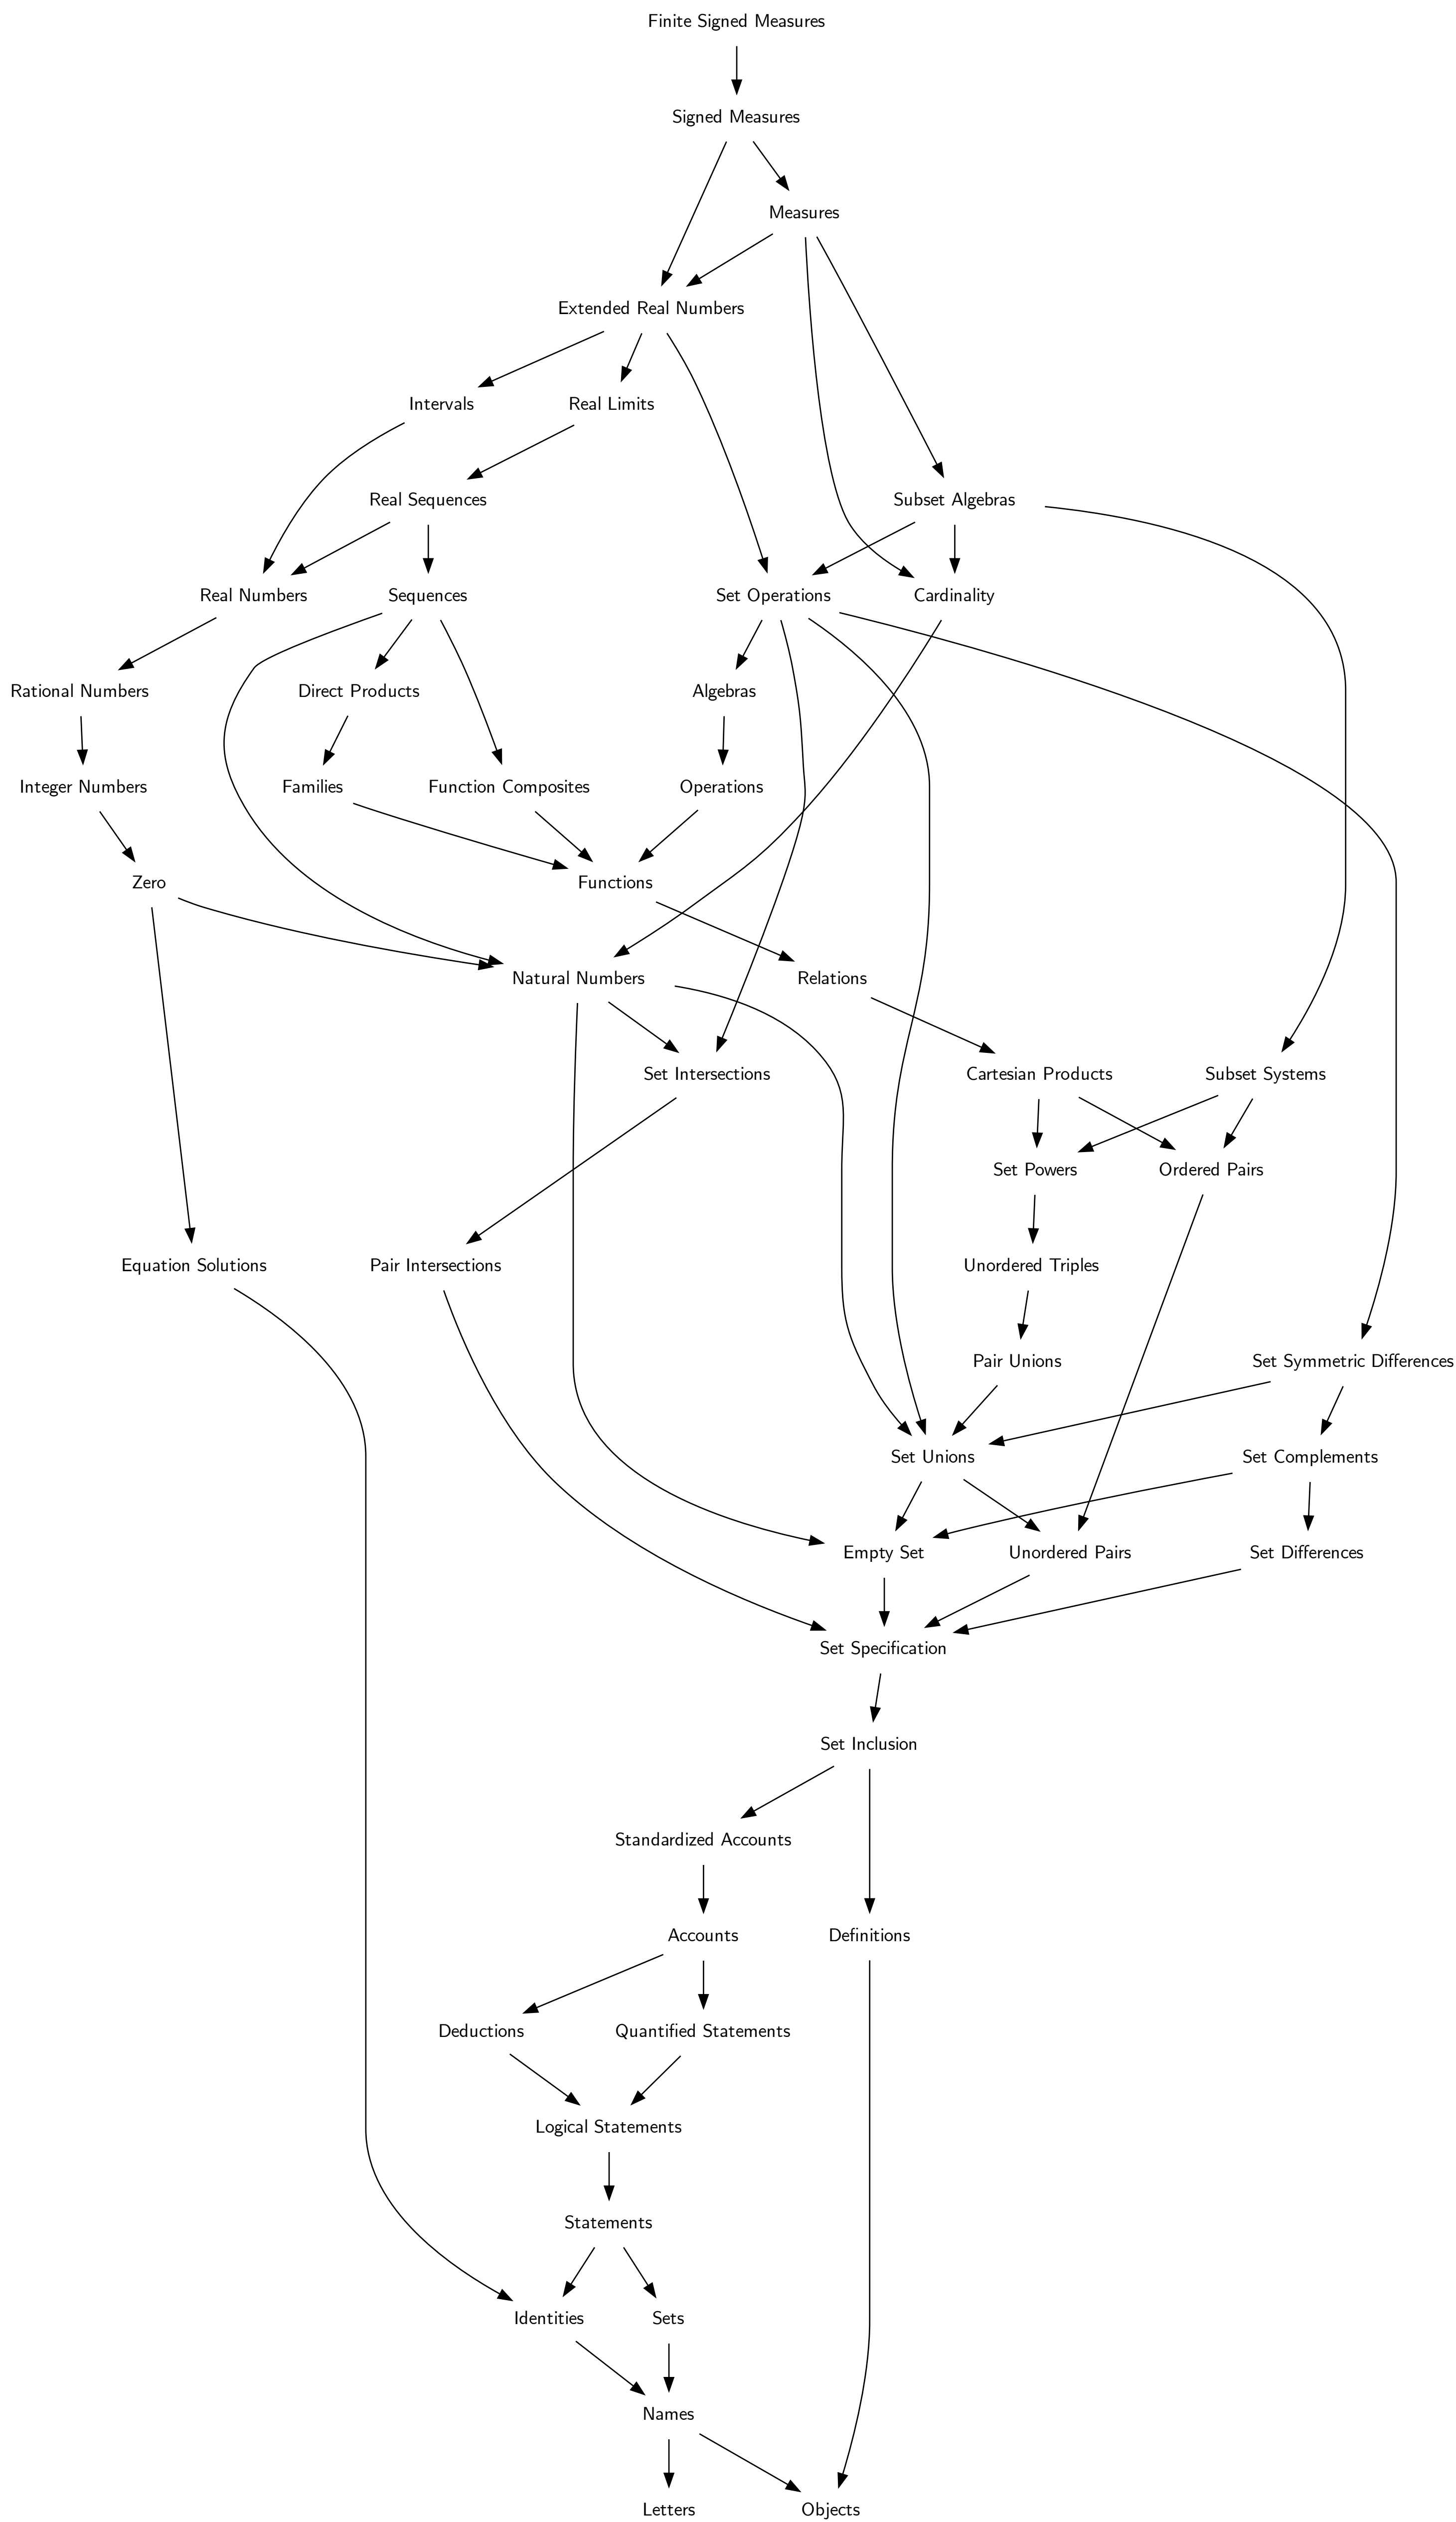 Finite Signed Measures
Signed Measures
Measures
Extended Real Numbers
Intervals
Real Limits
Real Sequences
Subset Algebras
Real Numbers
Sequences
Set Operations
Cardinality
Rational Numbers
Direct Products
Algebras
Integer Numbers
Families
Function Composites
Operations
Zero
Functions
Natural Numbers
Relations
Set Intersections
Cartesian Products
Subset Systems
Set Powers
Ordered Pairs
Equation Solutions
Pair Intersections
Unordered Triples
Pair Unions
Set Symmetric Differences
Set Unions
Set Complements
Empty Set
Unordered Pairs
Set Differences
Set Specification
Set Inclusion
Standardized Accounts
Accounts
Definitions
Deductions
Quantified Statements
Logical Statements
Statements
Identities
Sets
Names
Letters
Objects